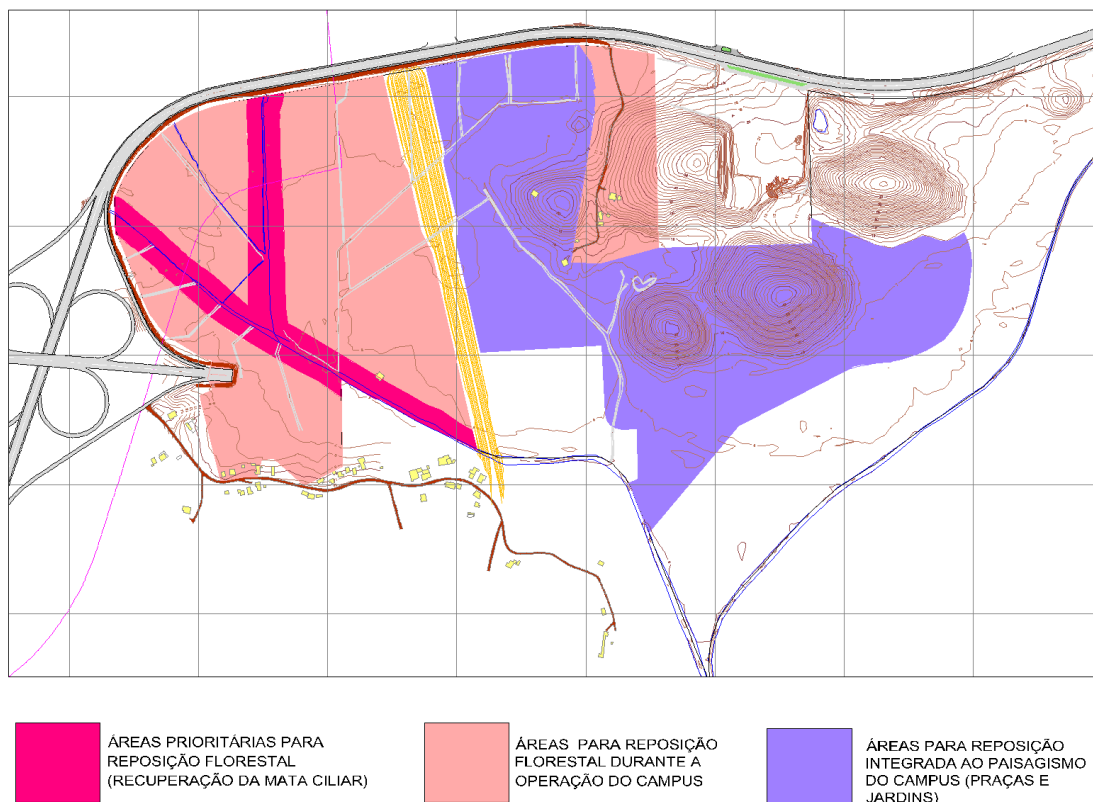 ÁREAS PRIORITÁRIAS PARA
REPOSIÇÃO FLORESTAL
(RECUPERAÇÃO DA MATA CILIAR)
ÁREAS PARA REPOSIÇÃO
FLORESTAL DURANTE A
OPERAÇÃO DO CAMPUS
ÁREAS PARA REPOSIÇÃO
INTEGRADA AO PAISAGISMO
DO CAMPUS (PRAÇAS E
JARDINS)